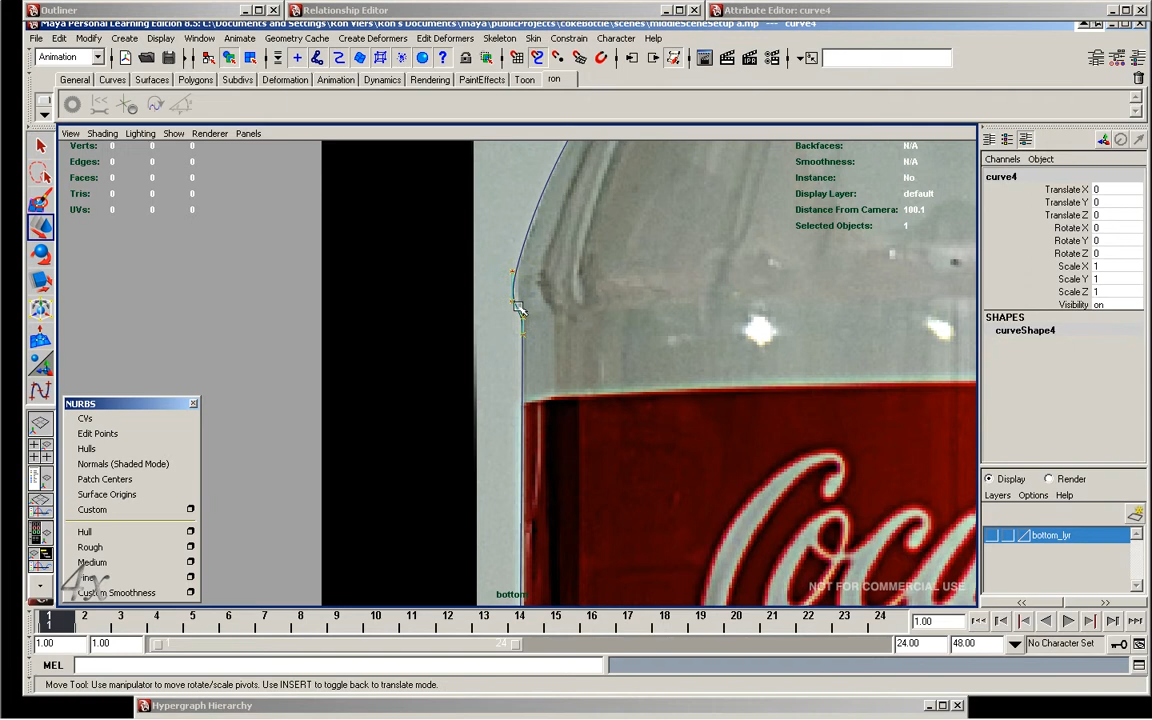 Outliner
Relationship Editor
Attribute Editor: curve4
Maya Personal Learning Edition 8.5: C:\Documents and Settings\Ron Viers\Ron's Documents\maya\publicProjects\cokeBottle\scenes\middleSceneSetup a.mp --- curve4
File Edit Modify Create Display Window Animate Geometry Cache Create Deformers Edit Deformers Skeleton Skin Constrain Character Help
Animation
General Curves Surfaces Polygons Subdivs Deformation Animation Dynamics Rendering PaintEffects Toon ron
View Shading Lighting Show Renderer Panels
Verts: 0 0 0
Edges: 0 0 0
Faces: 0 0 0
Tris: 0 0 0
UVs: 0 0 0
Backfaces: N/A
Smoothness: N/A
Instance: No
Display Layer: default
Distance From Camera: 100.1
Selected Objects: 1
Channels Object
curve4
Translate X 0
Translate Y 0
Translate Z 0
Rotate X 0
Rotate Y 0
Rotate Z 0
Scale X 1
Scale Y 1
Scale Z 1
Visibility on
SHAPES
curveShape4
NURBS
CVs
Edit Points
Hulls
Normals (Shaded Mode)
Patch Centers
Surface Origins
Custom
Hull
Rough
Medium
Fine
Custom Smoothness
4x
Coca
NOT FOR COMMERCIAL USE
bottom
Display Render
Layers Options Help
bottom_lyr
<< >>
1 2 3 4 5 6 7 8 9 10 11 12 13 14 15 16 17 18 19 20 21 22 23 24
1
1.00
1.00 1.00 1 24 24.00 48.00 No Character Set
MEL
Move Tool: Use manipulator to move rotate/scale pivots. Use INSERT to toggle back to translate mode.
Hypergraph Hierarchy